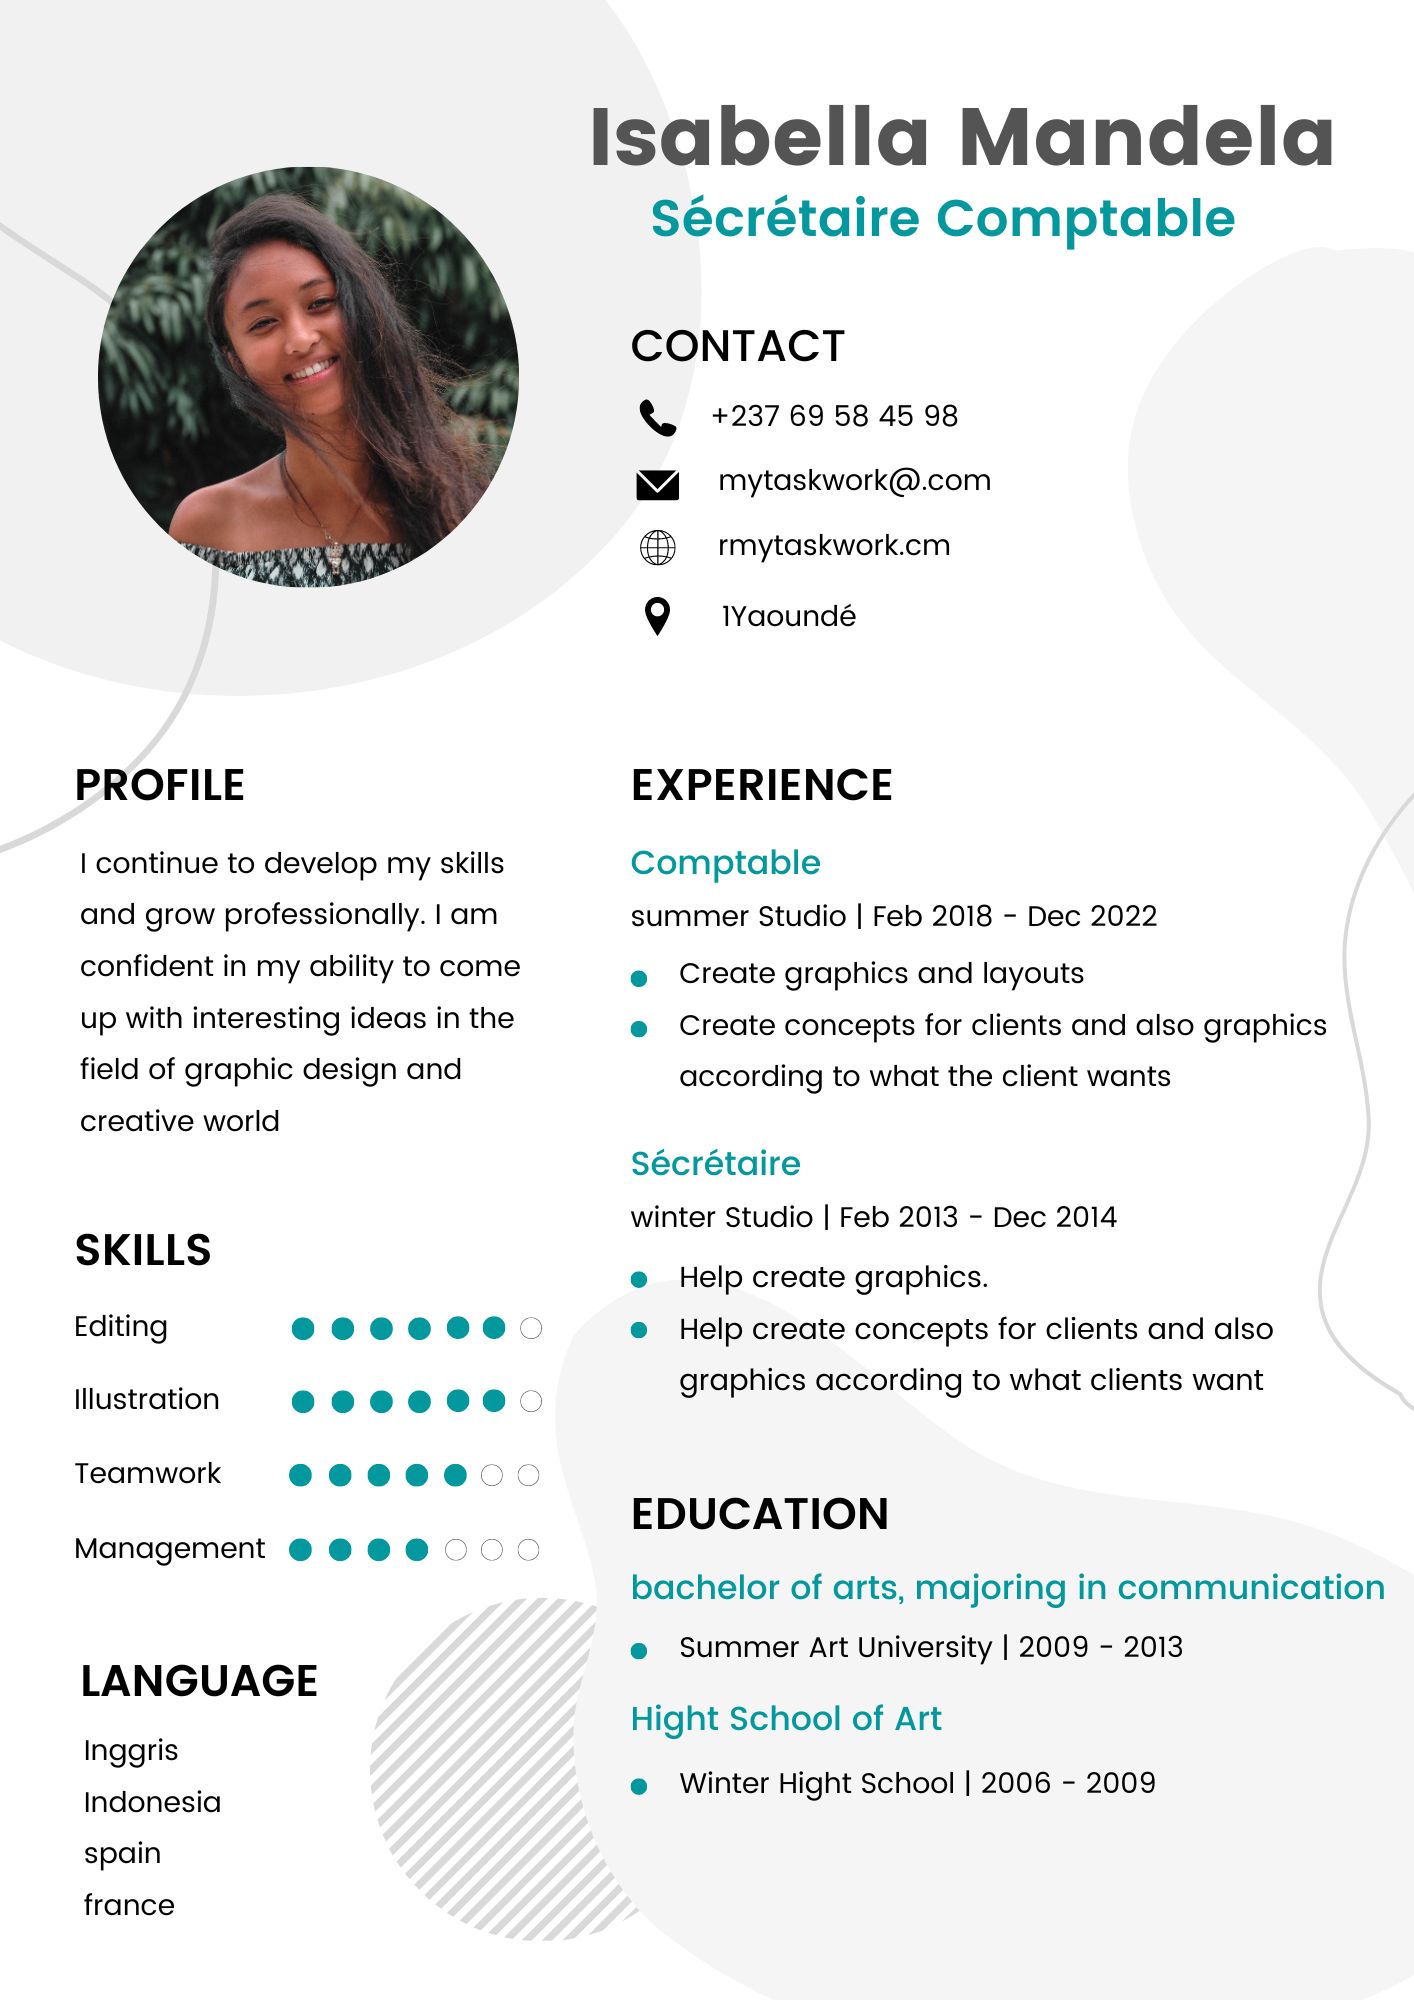 Isabella Mandela
Sécrétaire Comptable
CONTACT
+237 69 58 45 98
mytaskwork@.com
rmytaskwork.cm
1Yaoundé
PROFILE
I continue to develop my skills
and grow professionally. I am
confident in my ability to come
up with interesting ideas in the
field of graphic design and
creative world
SKILLS
Editing
Illustration
Teamwork
Management
LANGUAGE
Inggris
Indonesia
spain
france
EXPERIENCE
Comptable
summer Studio | Feb 2018 - Dec 2022
Create graphics and layouts
Create concepts for clients and also graphics
according to what the client wants
Sécrétaire
winter Studio | Feb 2013 - Dec 2014
Help create graphics.
Help create concepts for clients and also
graphics according to what clients want
EDUCATION
bachelor of arts, majoring in communication
Summer Art University | 2009 - 2013
Hight School of Art
Winter Hight School | 2006 - 2009